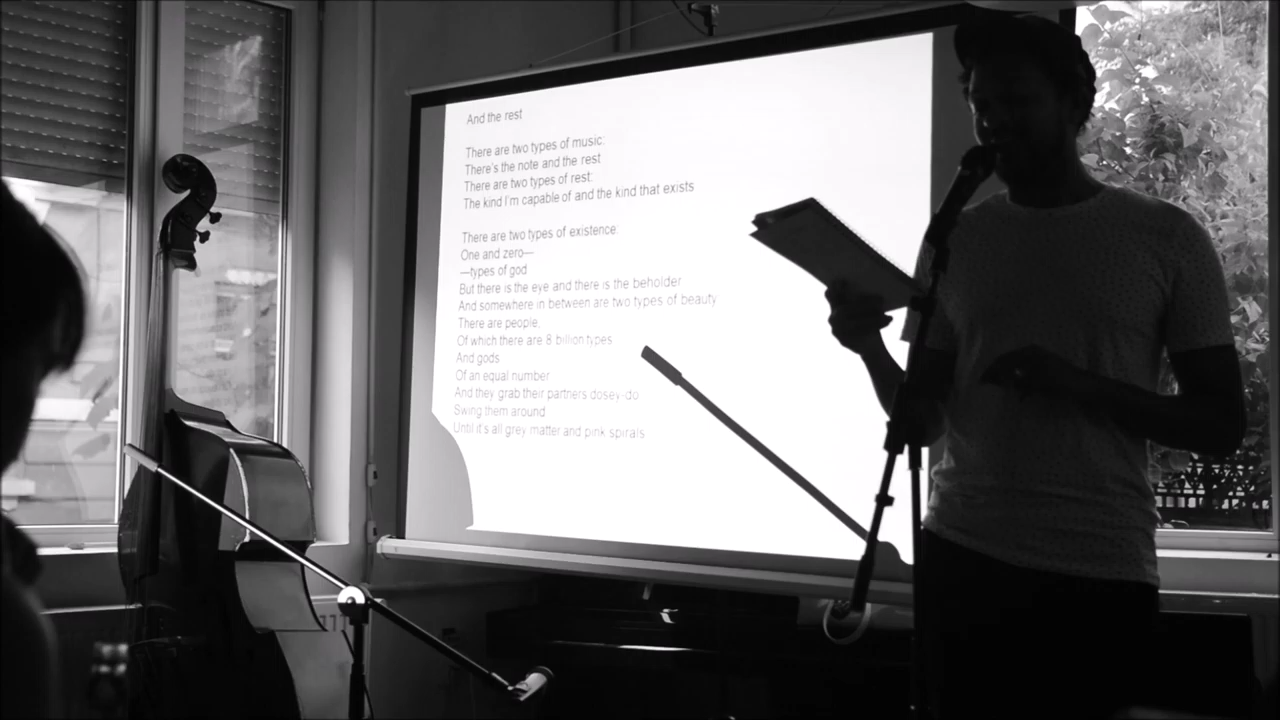 And the rest
There are two types of music:
There's the note and the rest
There are two types of rest:
The kind I'm capable of and the kind that exists
There are two types of existence:
One and zero—
—types of god
But there is the eye and there is the beholder
And somewhere in between are two types of beauty
There are people.
Of which there are 8 billion types
And gods
Of an equal number
And they grab their partners dosey-do
Swing them around
Until it's all grey matter and pink spirals